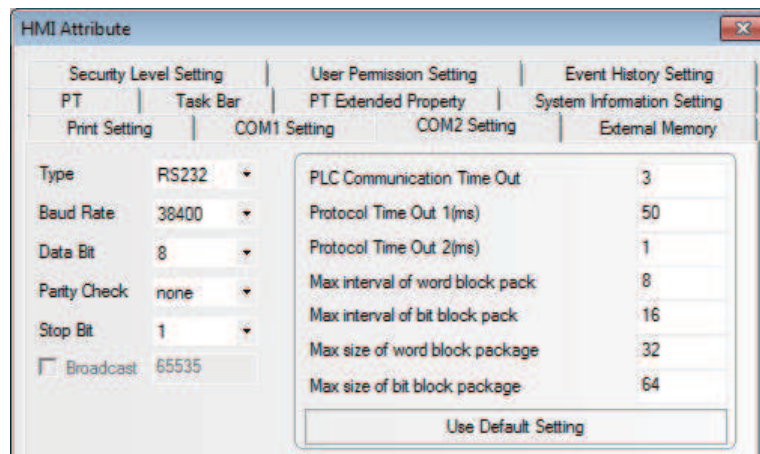 HMI Attribute
Security Level Setting User Permission Setting Event History Setting
PT Task Bar PT Extended Property System Information Setting
Print Setting COM1 Setting COM2 Setting External Memory
Type RS232
Baud Rate 38400
Data Bit 8
Parity Check none
Stop Bit 1
Broadcast 65535
PLC Communication Time Out 3
Protocol Time Out 1(ms) 50
Protocol Time Out 2(ms) 1
Max interval of word block pack 8
Max interval of bit block pack 16
Max size of word block package 32
Max size of bit block package 64
Use Default Setting